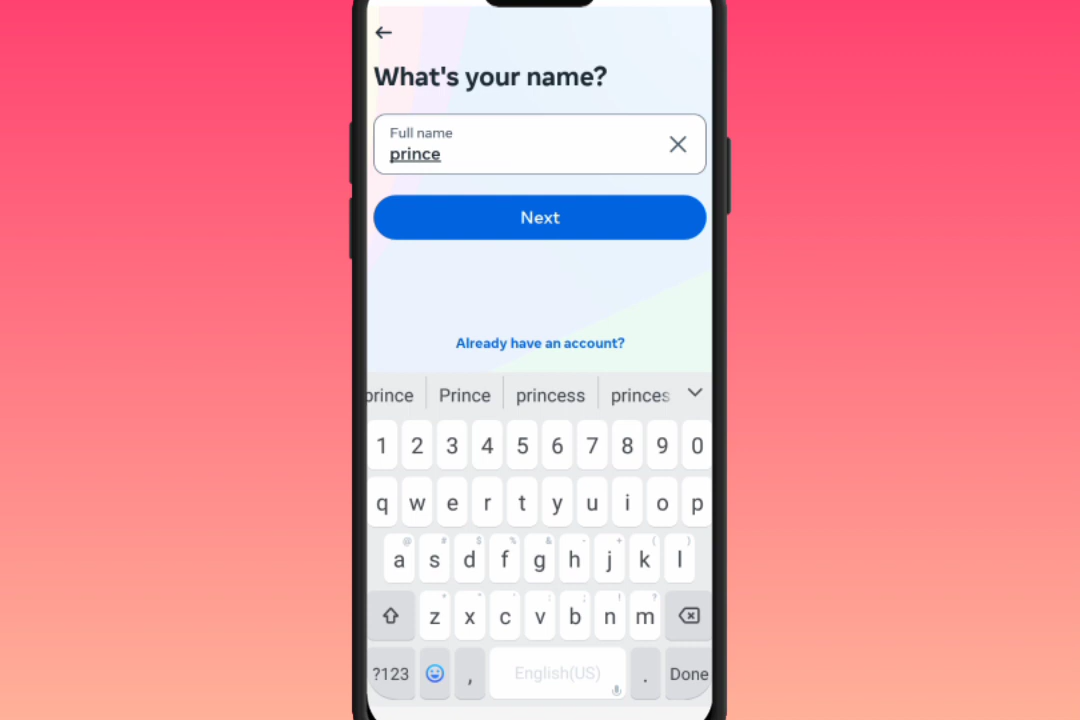 What's your name?
Full name
prince
Next
Already have an account?
prince Prince princess princes
1 2 3 4 5 6 7 8 9 0
q w e r t y u i o p
@ # $ % & - + ( )
a s d f g h j k l
* " ' : ; ! ?
z x c v b n m
?123 , English(US) . Done